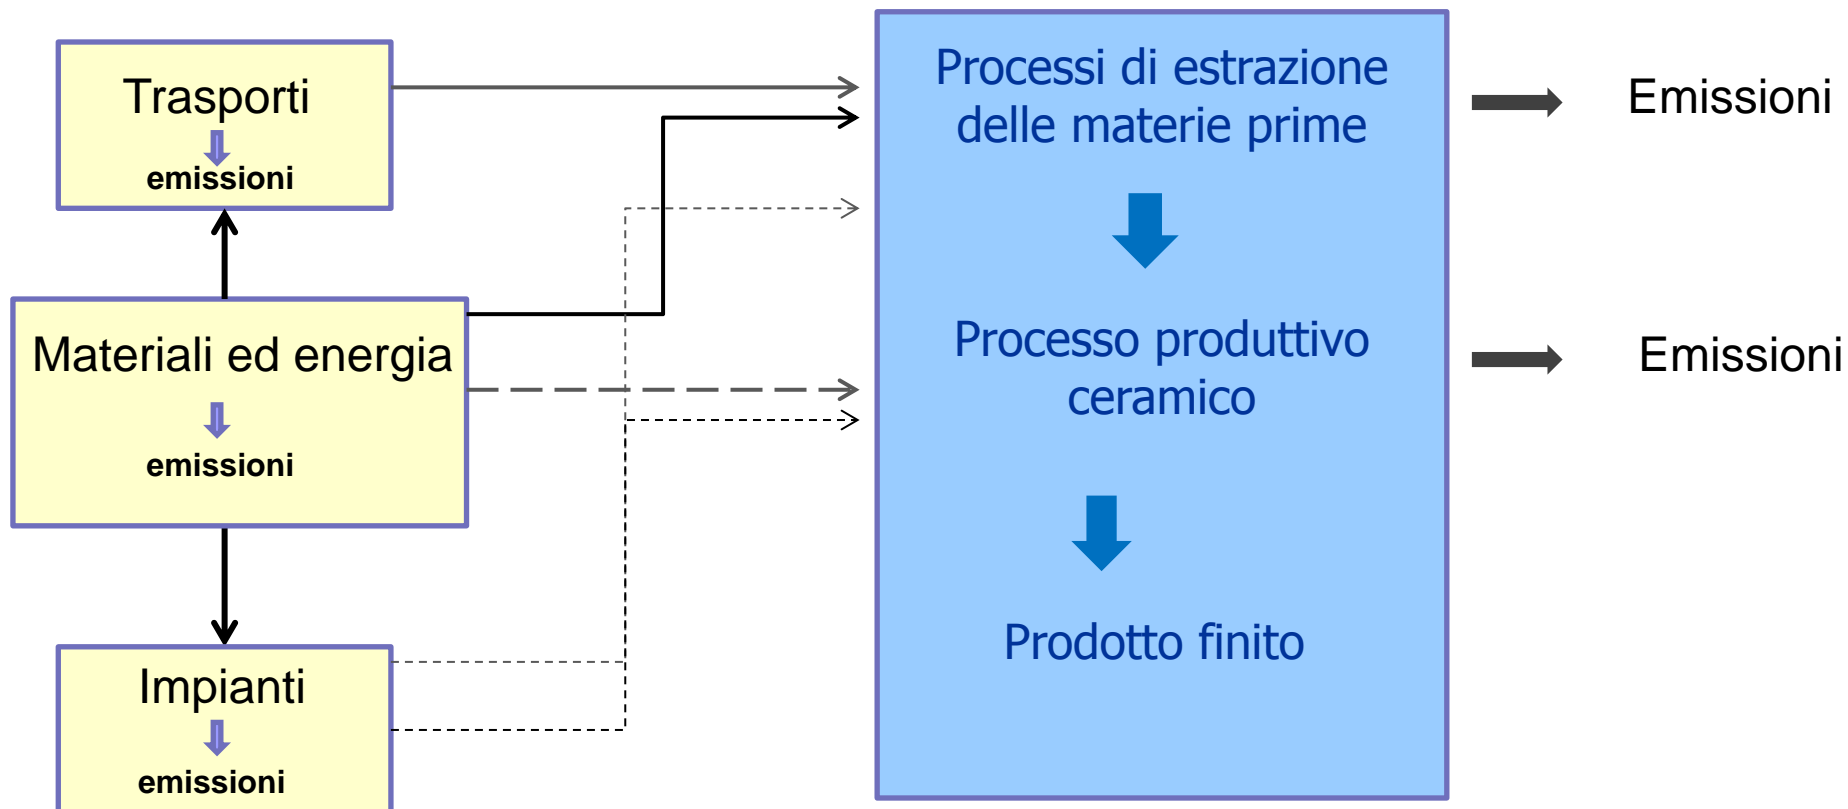 Trasporti
emissioni
Materiali ed energia
emissioni
Impianti
emissioni
Processi di estrazione
delle materie prime
Processo produttivo
ceramico
Prodotto finito
Emissioni
Emissioni